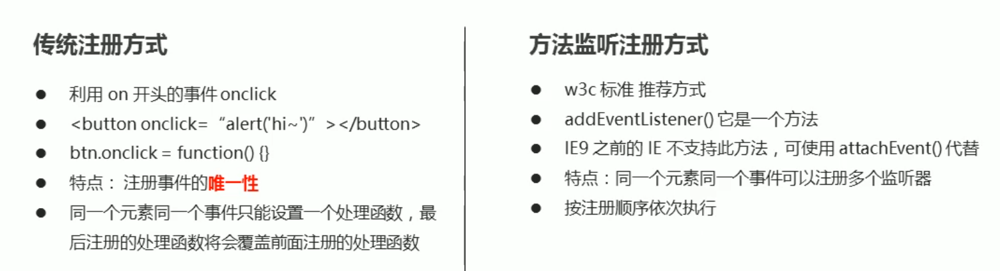 传统注册方式
● 利用 on 开头的事件 onclick
● <button onclick= “alert('hi~')” ></button>
● btn.onclick = function() {}
● 特点： 注册事件的唯一性
● 同一个元素同一个事件只能设置一个处理函数，最
后注册的处理函数将会覆盖前面注册的处理函数
方法监听注册方式
● w3c 标准 推荐方式
● addEventListener() 它是一个方法
● IE9 之前的 IE 不支持此方法，可使用 attachEvent() 代替
● 特点：同一个元素同一个事件可以注册多个监听器
● 按注册顺序依次执行